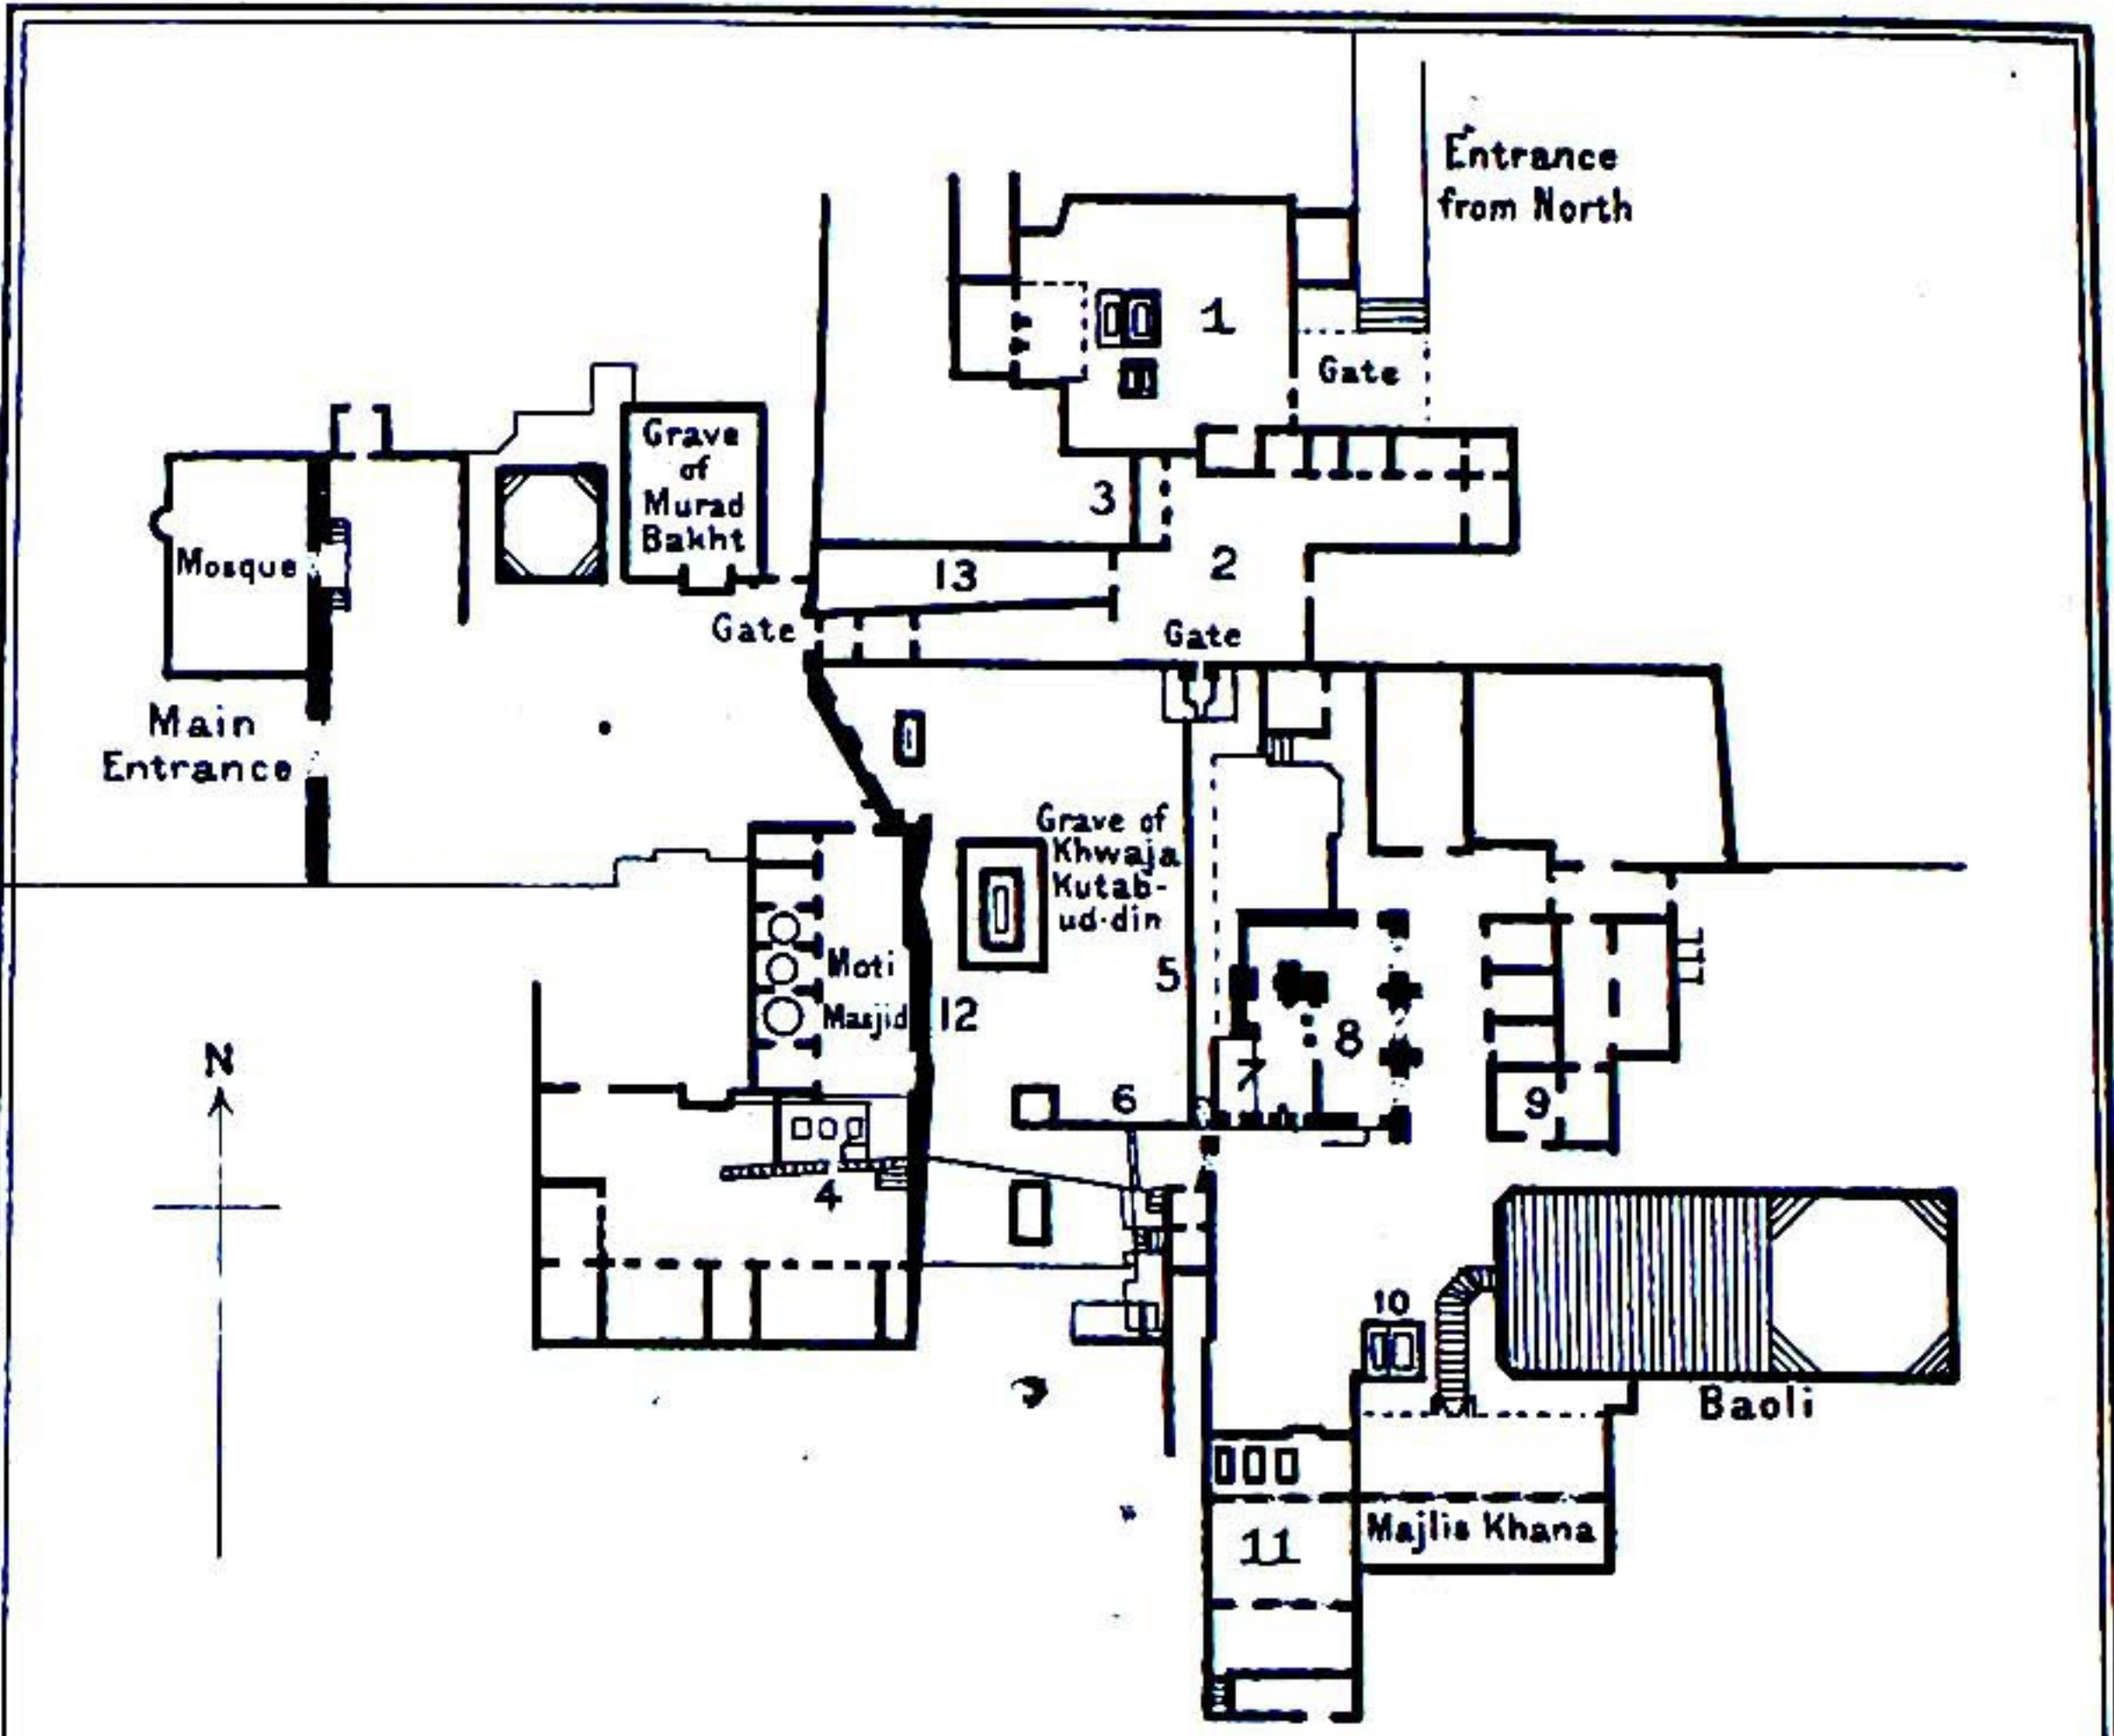 Entrance
from North
1
Gate
Grave
of
Murad
Bakht
3
Mosque
13
2
Gate
Gate
Main
Entrance
Grave of
Khwaja
Kutab-
ud-din
Moti
Masjid
12
5
8
7
N
6
9
4
10
Baoli
Majlis Khana
11